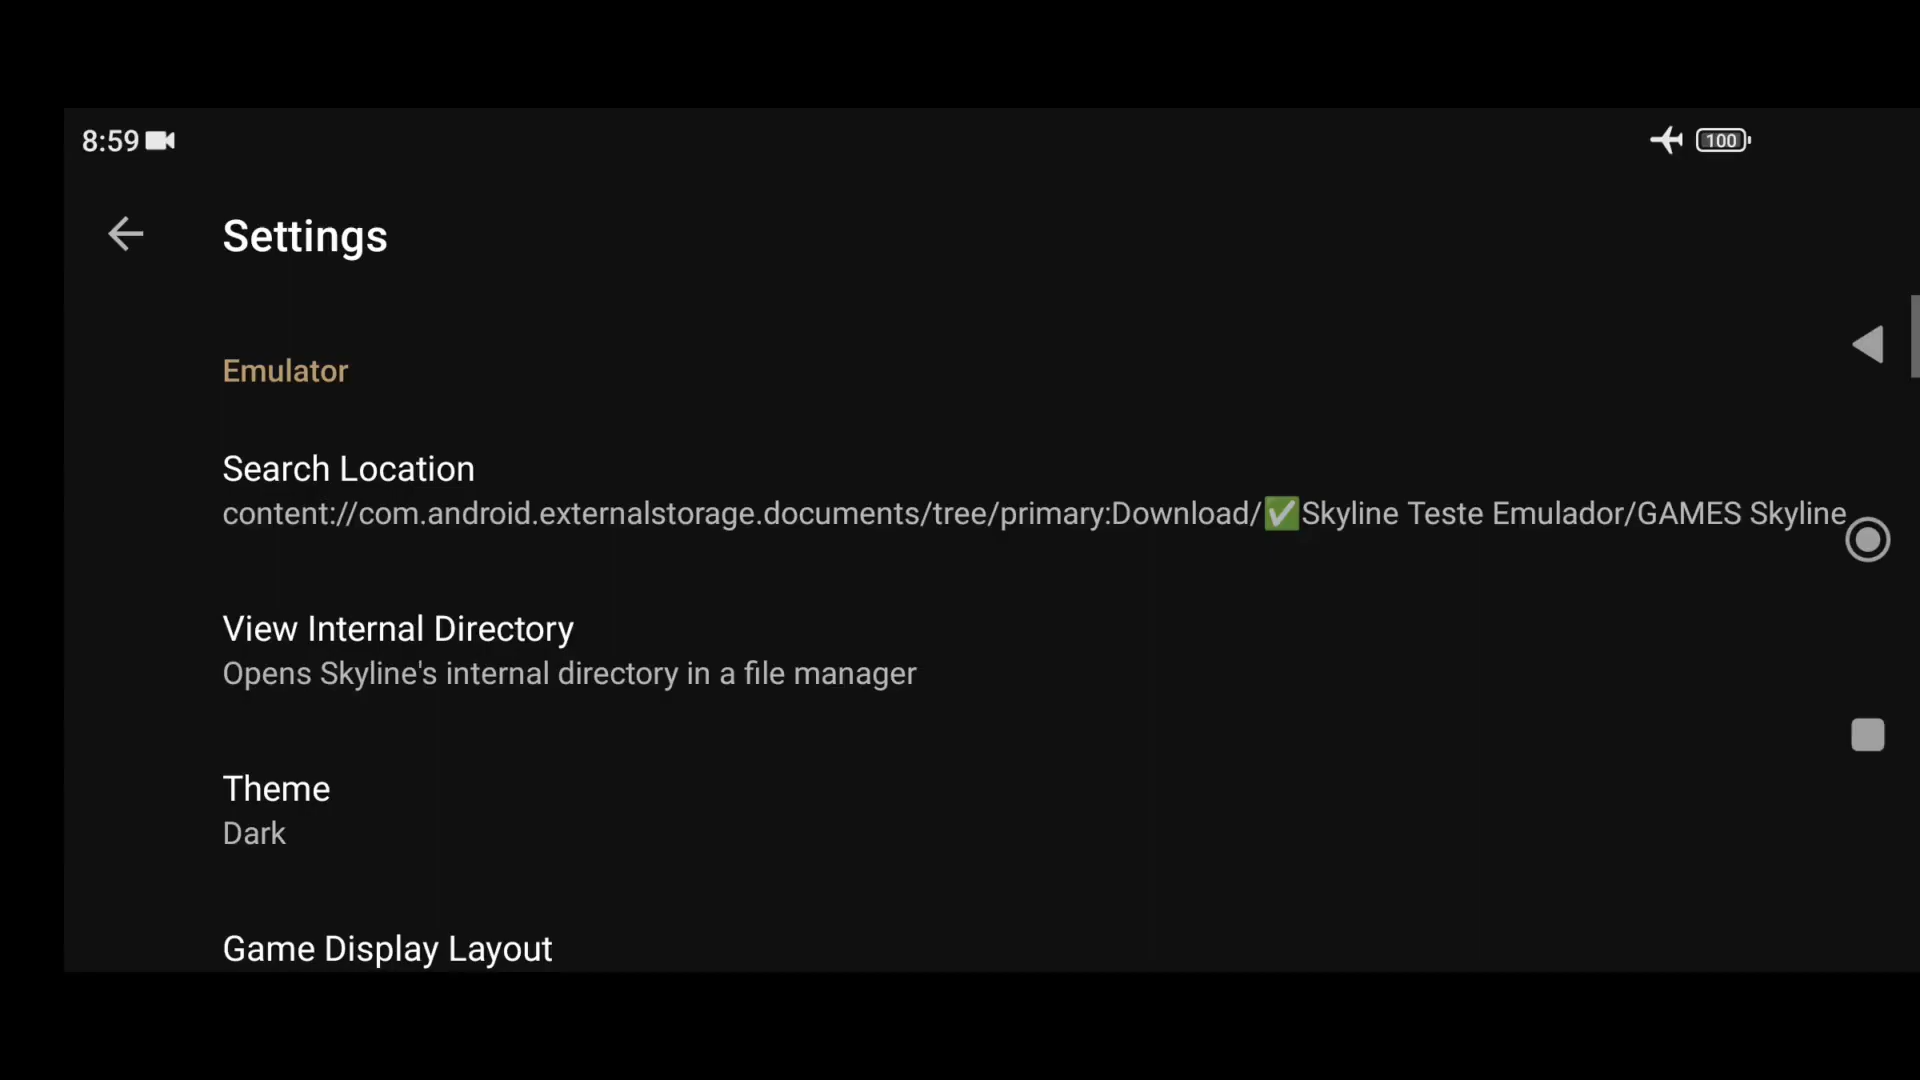 8:59
100
Settings
Emulator
Search Location
content://com.android.externalstorage.documents/tree/primary:Download/✅Skyline Teste Emulador/GAMES Skyline
View Internal Directory
Opens Skyline's internal directory in a file manager
Theme
Dark
Game Display Layout